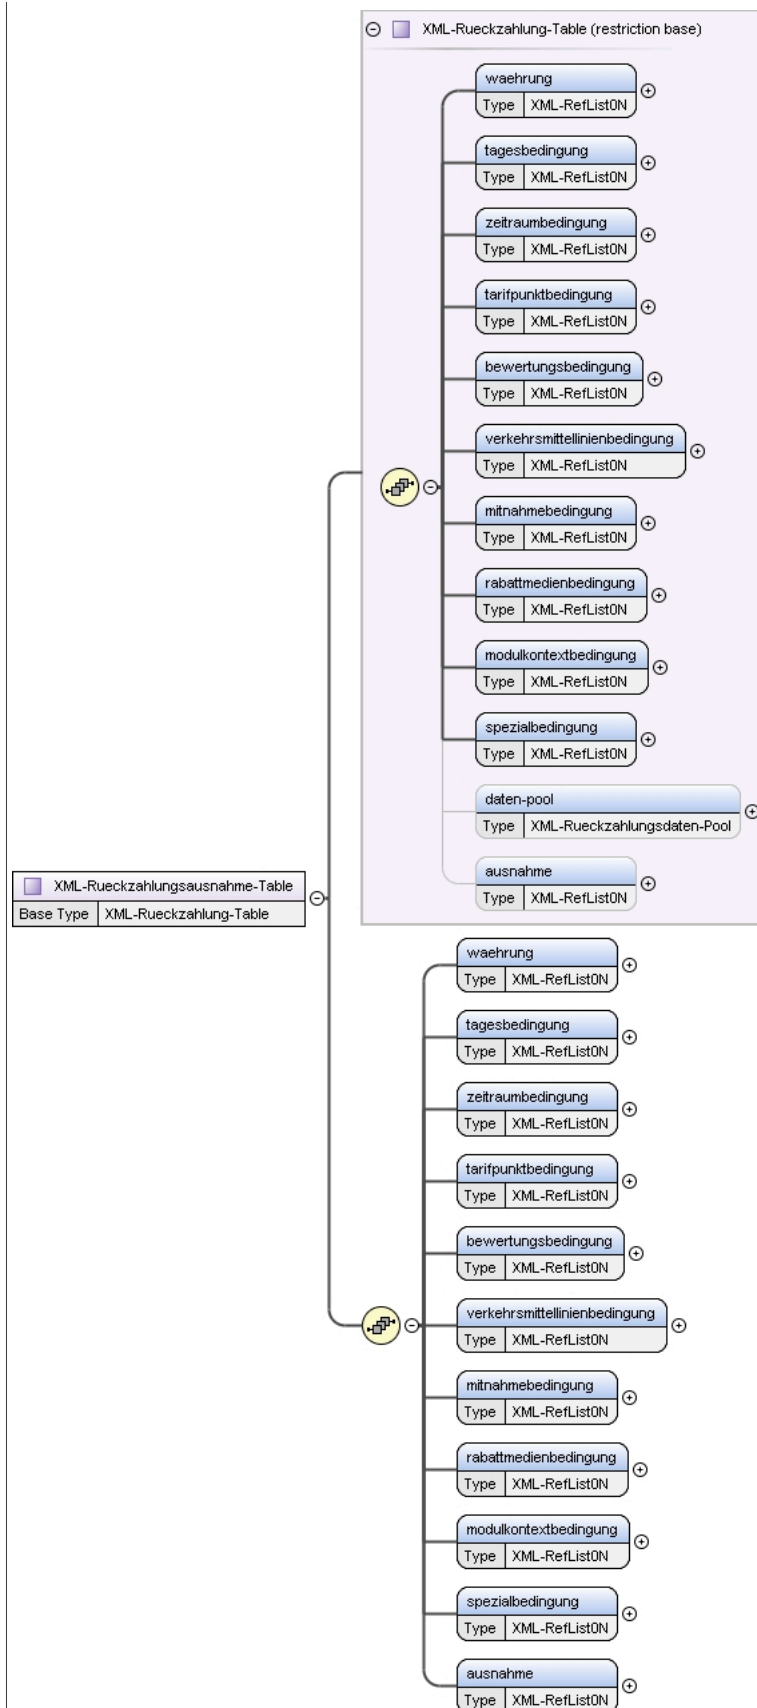 XML-Rueckzahlung-Table (restriction base)
waehrung
Type XML-RefList0N
tagesbedingung
Type XML-RefList0N
zeitraumbedingung
Type XML-RefList0N
tarifpunktbedingung
Type XML-RefList0N
bewertungsbedingung
Type XML-RefList0N
verkehrsmittellinienbedingung
Type XML-RefList0N
mitnahmebedingung
Type XML-RefList0N
rabattmedienbedingung
Type XML-RefList0N
modulkontextbedingung
Type XML-RefList0N
spezialbedingung
Type XML-RefList0N
daten-pool
Type XML-Rueckzahlungsdaten-Pool
ausnahme
Type XML-RefList0N
XML-Rueckzahlungsausnahme-Table
Base Type XML-Rueckzahlung-Table
waehrung
Type XML-RefList0N
tagesbedingung
Type XML-RefList0N
zeitraumbedingung
Type XML-RefList0N
tarifpunktbedingung
Type XML-RefList0N
bewertungsbedingung
Type XML-RefList0N
verkehrsmittellinienbedingung
Type XML-RefList0N
mitnahmebedingung
Type XML-RefList0N
rabattmedienbedingung
Type XML-RefList0N
modulkontextbedingung
Type XML-RefList0N
spezialbedingung
Type XML-RefList0N
ausnahme
Type XML-RefList0N